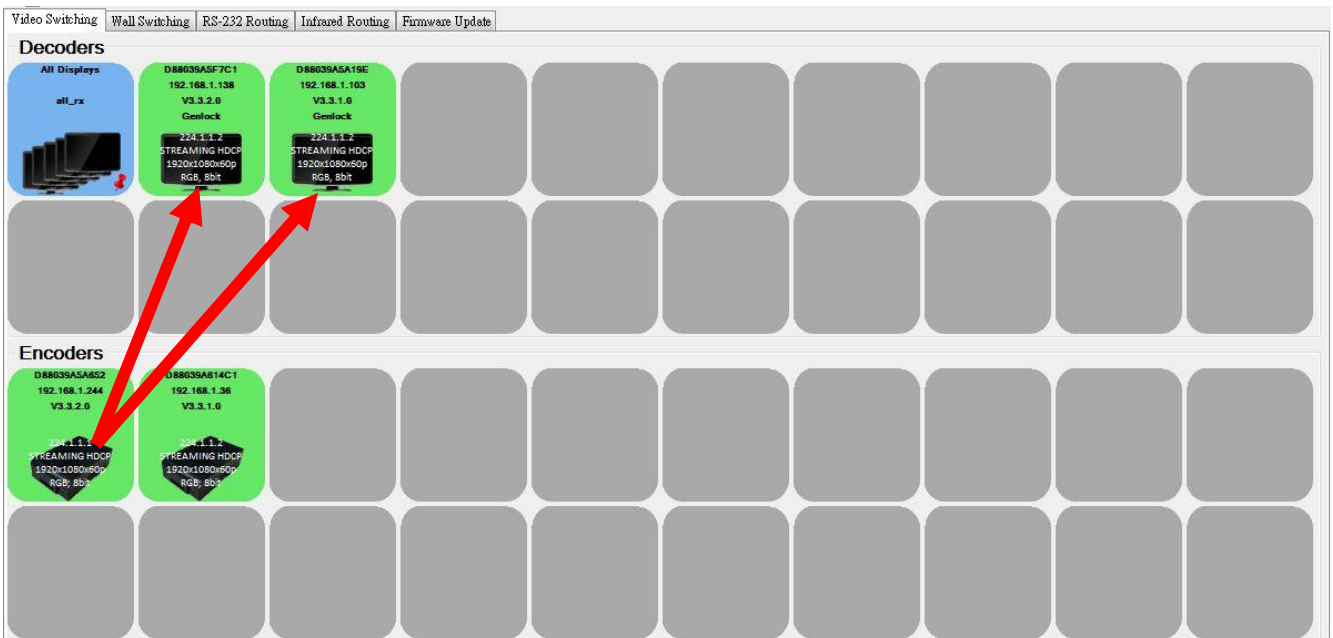 Video Switching Wall Switching RS-232 Routing Infrared Routing Firmware Update
Decoders
All Displays
all_rx
D88039A5F7C1
192.168.1.138
V3.3.2.0
Genlock
224.1.1.2
STREAMING HDCP
1920x1080x60p
RGB, 8bit
D88039A5A19E
192.168.1.103
V3.3.1.0
Genlock
224.1.1.2
STREAMING HDCP
1920x1080x60p
RGB, 8bit
Encoders
D88039A5A652
192.168.1.244
V3.3.2.0
224.1.1.1
STREAMING HDCP
1920x1080x60p
RGB, 8bit
D88039A614C1
192.168.1.36
V3.3.1.0
224.1.1.2
STREAMING HDCP
1920x1080x60p
RGB, 8bit